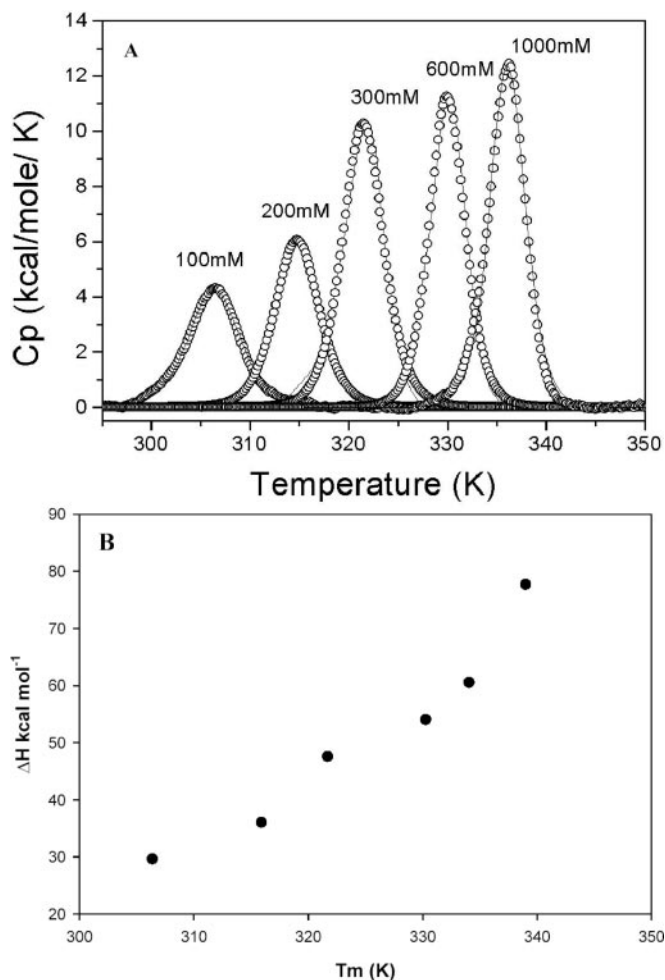 A
14
12
10
8
6
4
2
0
Cp (kcal/mole/ K)
100mM
200mM
300mM
600mM
1000mM
300 310 320 330 340 350
Temperature (K)
B
90
80
70
60
50
40
30
20
ΔH kcal mol⁻¹
300 310 320 330 340 350
Tm (K)